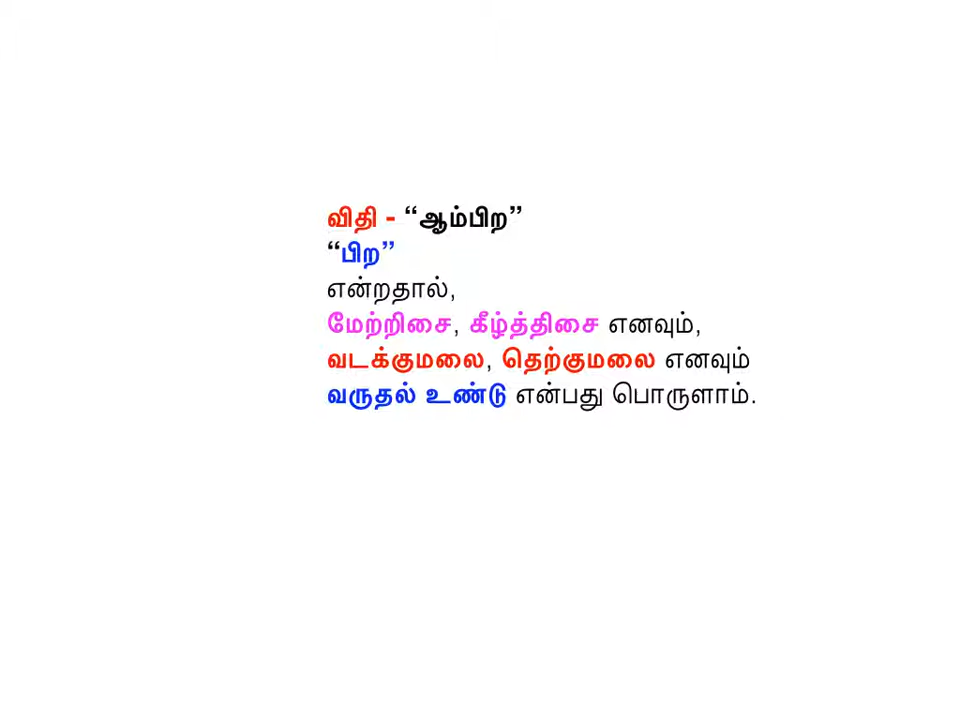 விதி - “ஆம்பிற”
“பிற”
என்றதால்,
மேற்றிசை, கீழ்த்திசை எனவும்,
வடக்குமலை, தெற்குமலை எனவும்
வருதல் உண்டு என்பது பொருளாம்.